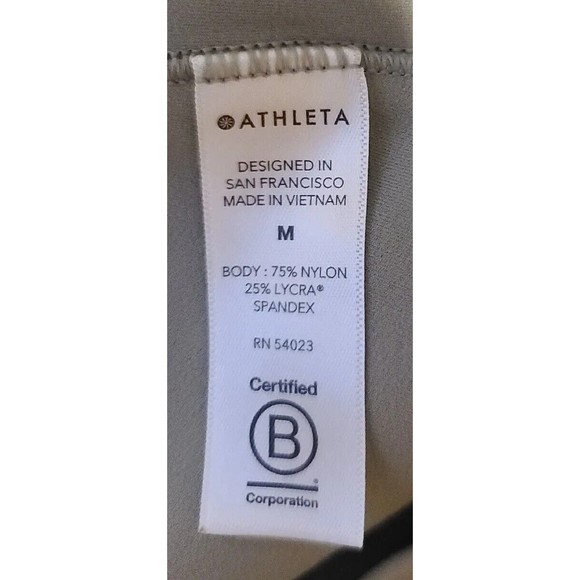 ATHLETA
DESIGNED IN
SAN FRANCISCO
MADE IN VIETNAM
M
BODY : 75% NYLON
25% LYCRA®
SPANDEX
RN 54023
Certified
B
Corporation